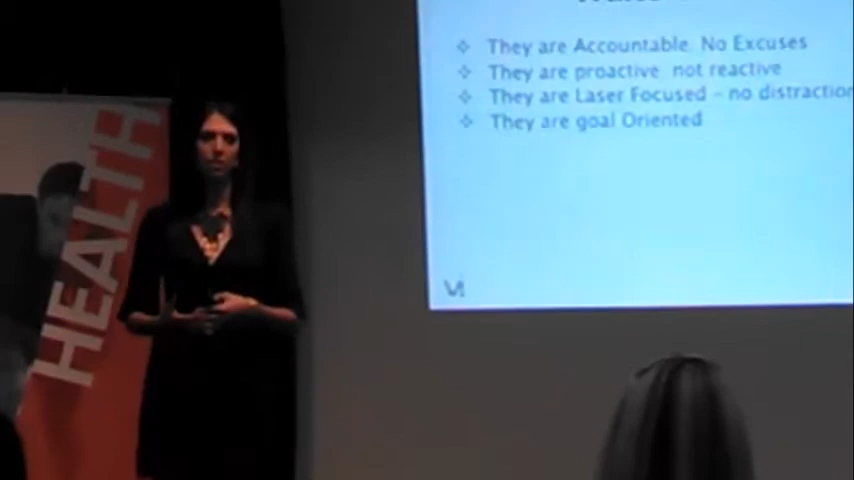 They are Accountable No Excuses
They are proactive not reactive
They are Laser Focused - no distraction
They are goal Oriented
VI
HEALTH